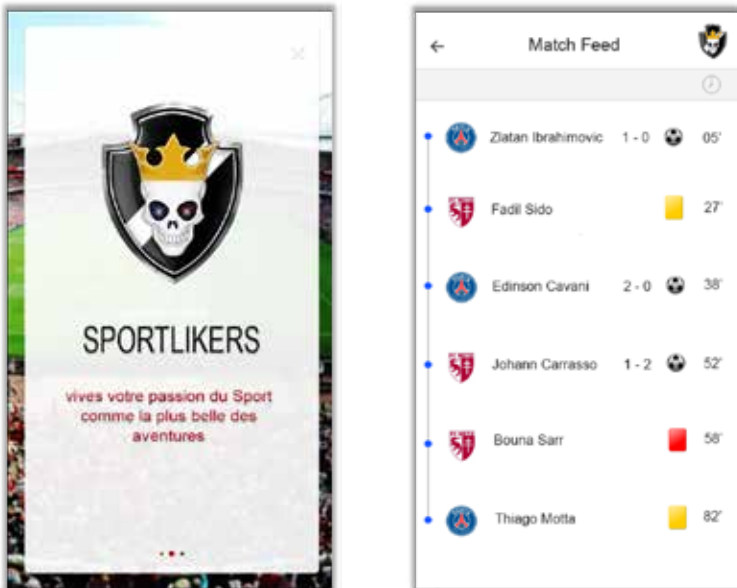 SPORTLIKERS
vives votre passion du Sport
comme la plus belle des
aventures
Match Feed
Zlatan Ibrahimovic 1 - 0 05'
Fadil Sido 27'
Edinson Cavani 2 - 0 38'
Johann Carrasso 1 - 2 52'
Bouna Sarr 58'
Thiago Motta 82'